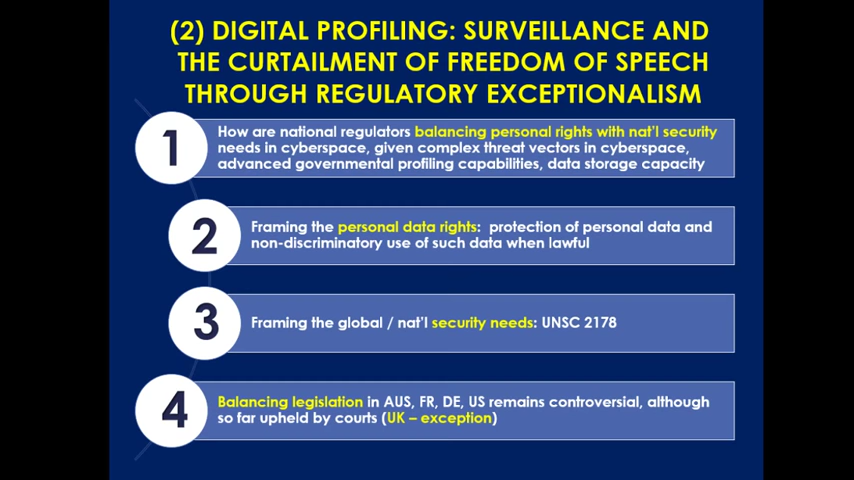 (2) DIGITAL PROFILING: SURVEILLANCE AND
THE CURTAILMENT OF FREEDOM OF SPEECH
THROUGH REGULATORY EXCEPTIONALISM
1
How are national regulators balancing personal rights with nat'l security
needs in cyberspace, given complex threat vectors in cyberspace,
advanced governmental profiling capabilities, data storage capacity
2
Framing the personal data rights: protection of personal data and
non-discriminatory use of such data when lawful
3
Framing the global / nat'l security needs: UNSC 2178
4
Balancing legislation in AUS, FR, DE, US remains controversial, although
so far upheld by courts (UK – exception)